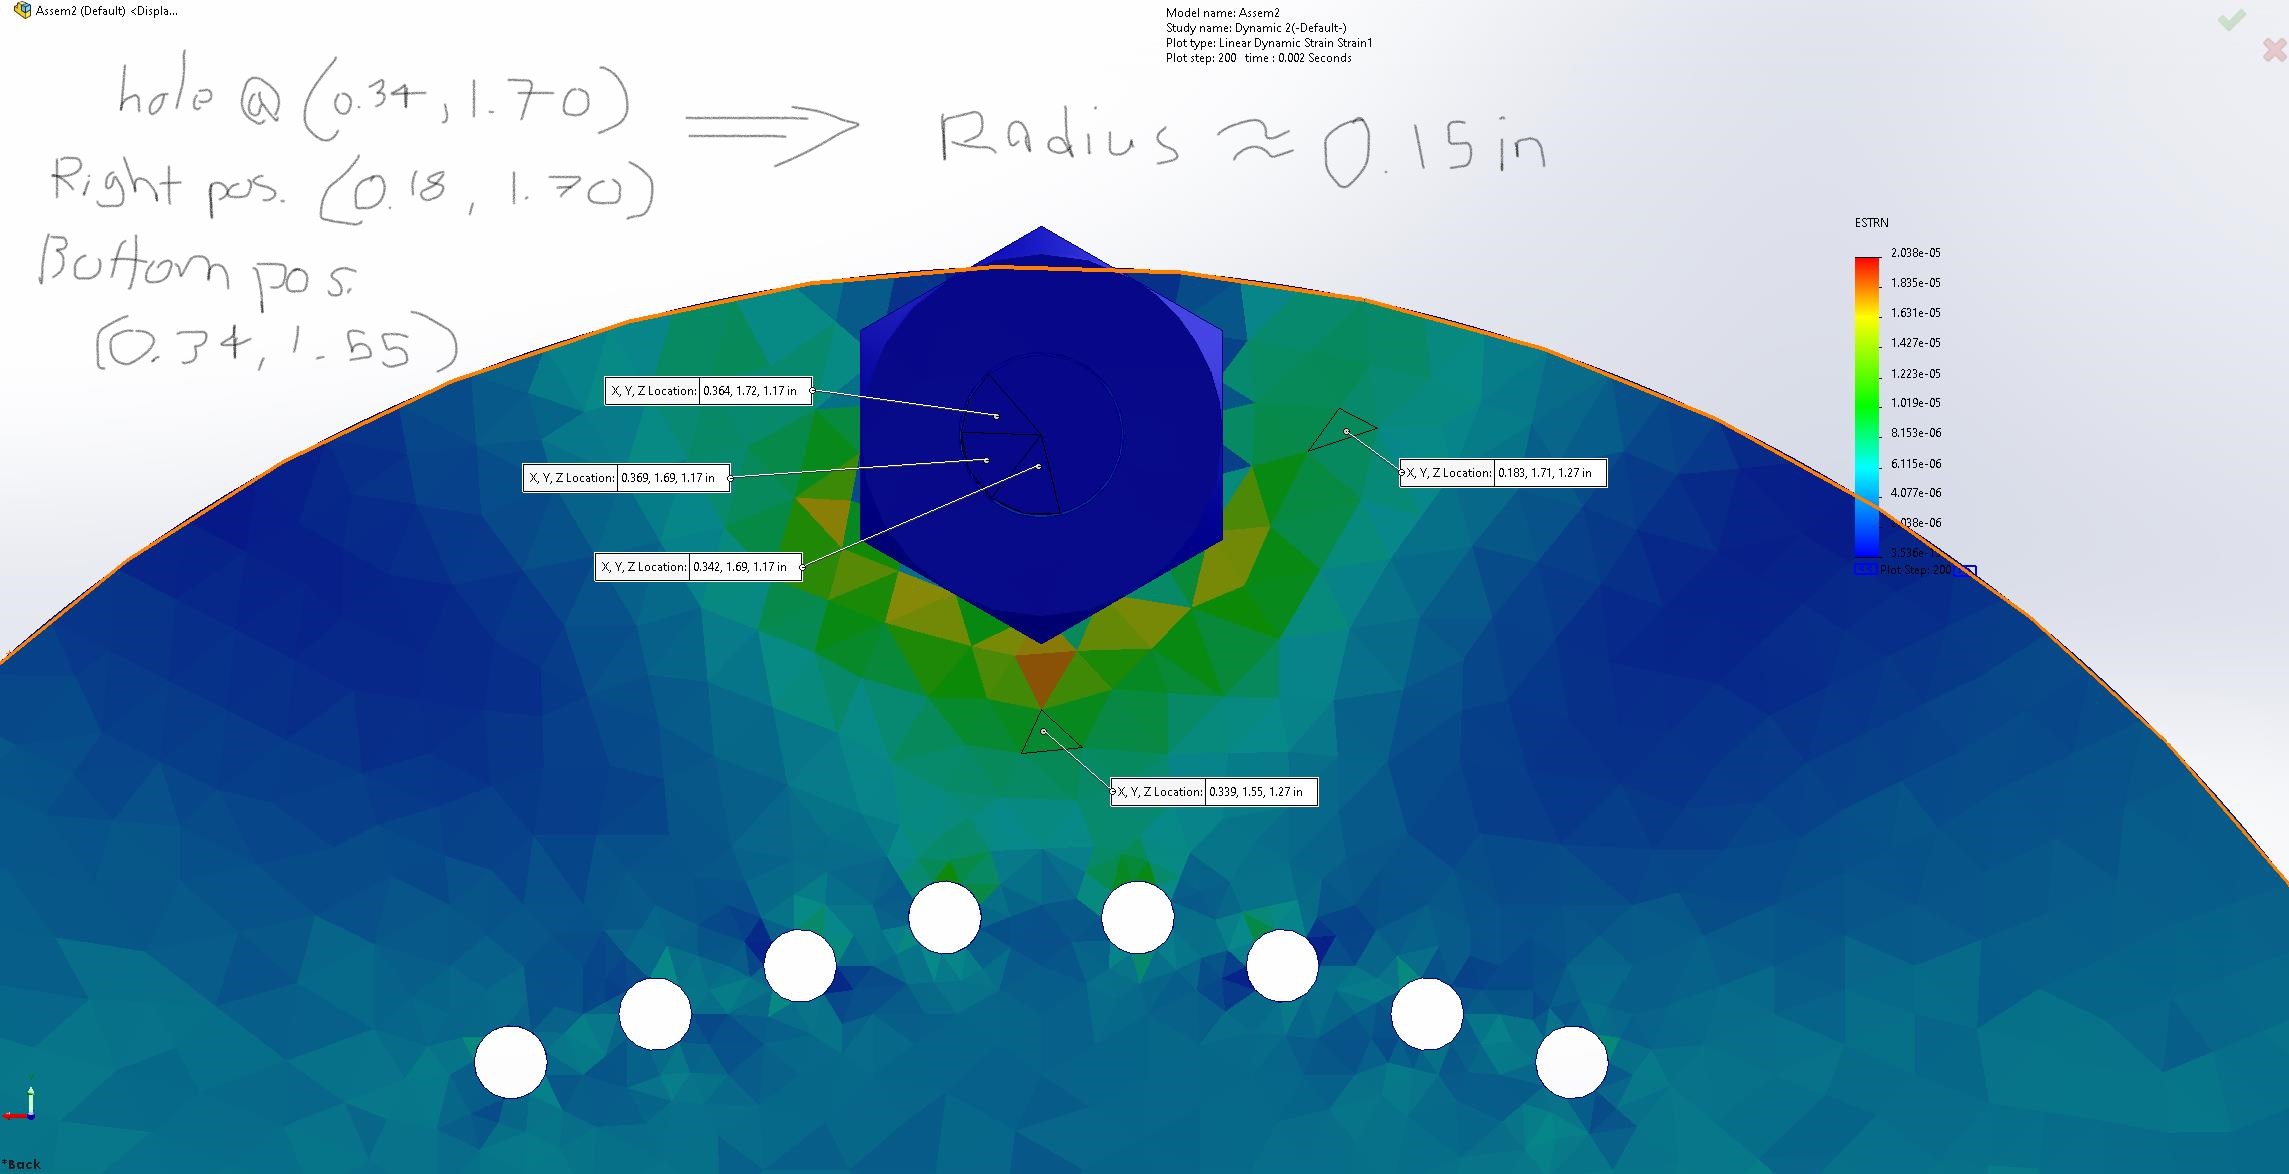 Assem2 (Default) <Displa...
Model name: Assem2
Study name: Dynamic 2(-Default-)
Plot type: Linear Dynamic Strain Strain1
Plot step: 200 time : 0.002 Seconds
hole @ (0.34, 1.70) ⟹ Radius ≈ 0.15 in
Right pos. (0.18, 1.70)
Bottom pos.
(0.34, 1.55)
ESTRN
2.038e-05
1.835e-05
1.631e-05
1.427e-05
1.223e-05
1.019e-05
8.153e-06
6.115e-06
4.077e-06
.038e-06
Plot Step: 200
X, Y, Z Location: 0.364, 1.72, 1.17 in
X, Y, Z Location: 0.369, 1.69, 1.17 in
X, Y, Z Location: 0.183, 1.71, 1.27 in
X, Y, Z Location: 0.342, 1.69, 1.17 in
X, Y, Z Location: 0.339, 1.55, 1.27 in
*Back